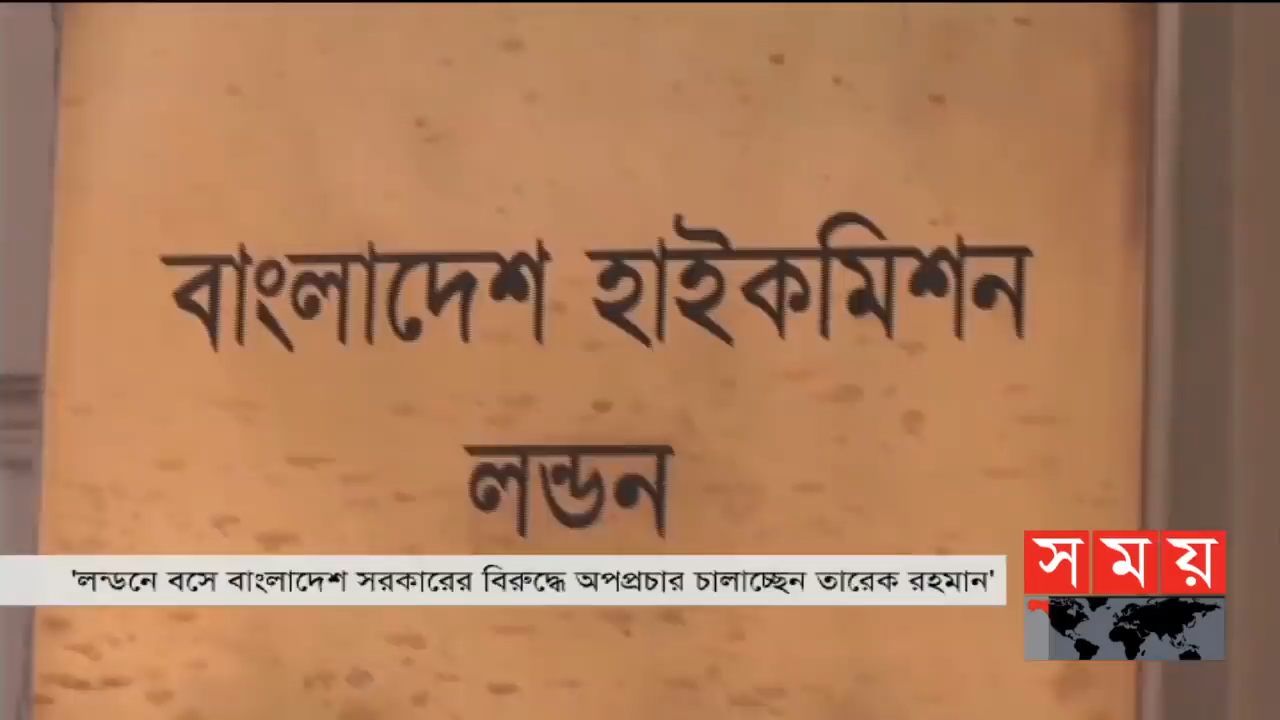 বাংলাদেশ হাইকমিশন
লন্ডন
'লন্ডনে বসে বাংলাদেশ সরকারের বিরুদ্ধে অপপ্রচার চালাচ্ছেন তারেক রহমান'
সময়